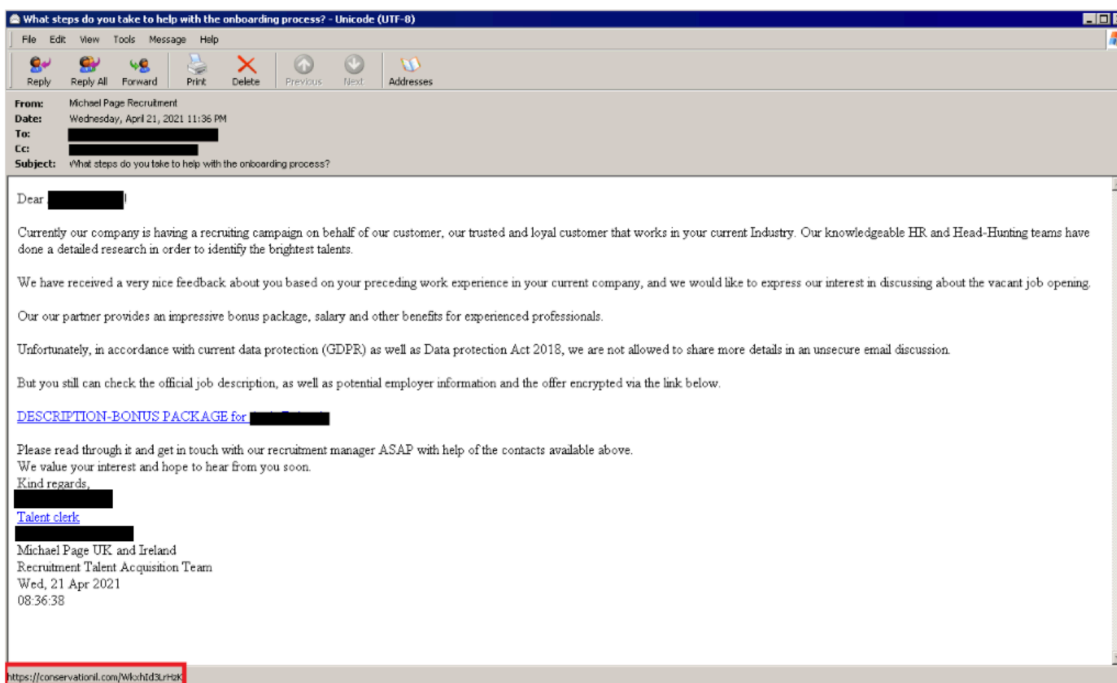 What steps do you take to help with the onboarding process? - Unicode (UTF-8)
File Edit View Tools Message Help
Reply Reply All Forward Print Delete Previous Next Addresses
From: Michael Page Recruitment
Date: Wednesday, April 21, 2021 11:36 PM
To:
Cc:
Subject: What steps do you take to help with the onboarding process?
Dear !
Currently our company is having a recruiting campaign on behalf of our customer, our trusted and loyal customer that works in your current Industry. Our knowledgeable HR and Head-Hunting teams have
done a detailed research in order to identify the brightest talents.
We have received a very nice feedback about you based on your preceding work experience in your current company, and we would like to express our interest in discussing about the vacant job opening.
Our our partner provides an impressive bonus package, salary and other benefits for experienced professionals.
Unfortunately, in accordance with current data protection (GDPR) as well as Data protection Act 2018, we are not allowed to share more details in an unsecure email discussion.
But you still can check the official job description, as well as potential employer information and the offer encrypted via the link below.
DESCRIPTION-BONUS PACKAGE for
Please read through it and get in touch with our recruitment manager ASAP with help of the contacts available above.
We value your interest and hope to hear from you soon.
Kind regards,
Talent clerk
Michael Page UK and Ireland
Recruitment Talent Acquisition Team
Wed, 21 Apr 2021
08:36:38